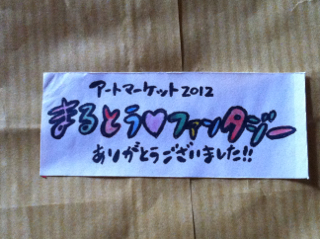 アートマーケット2012
まるとう♡ファンタジー
ありがとうございました!!